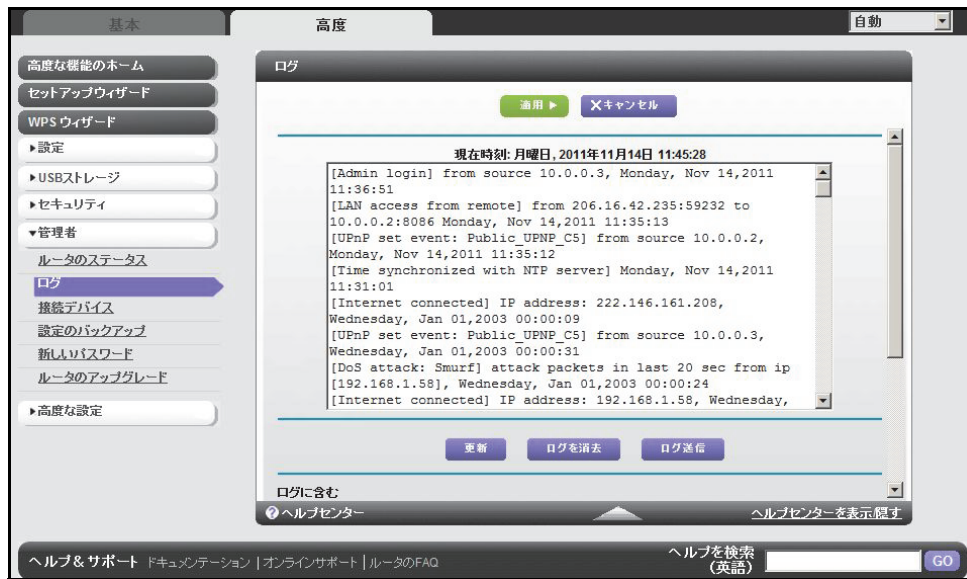 基本
高度
自動
高度な機能のホーム
セットアップウィザード
WPS ウィザード
▶設定
▶USBストレージ
▶セキュリティ
▼管理者
ルータのステータス
ログ
接続デバイス
設定のバックアップ
新しいパスワード
ルータのアップグレード
▶高度な設定
ログ
適用 ▶
Xキャンセル
現在時刻: 月曜日, 2011年11月14日 11:45:28
[Admin login] from source 10.0.0.3, Monday, Nov 14,2011
11:36:51
[LAN access from remote] from 206.16.42.235:59232 to
10.0.0.2:8086 Monday, Nov 14,2011 11:35:13
[UPnP set event: Public_UPNP_C5] from source 10.0.0.2,
Monday, Nov 14,2011 11:35:12
[Time synchronized with NTP server] Monday, Nov 14,2011
11:31:01
[Internet connected] IP address: 222.146.161.208,
Wednesday, Jan 01,2003 00:00:09
[UPnP set event: Public_UPNP_C5] from source 10.0.0.3,
Wednesday, Jan 01,2003 00:00:31
[DoS attack: Smurf] attack packets in last 20 sec from ip
[192.168.1.58], Wednesday, Jan 01,2003 00:00:24
[Internet connected] IP address: 192.168.1.58, Wednesday,
更新
ログを消去
ログ送信
ログに含む
?ヘルプセンター
ヘルプセンターを表示/隠す
ヘルプ & サポート ドキュメンテーション | オンラインサポート | ルータのFAQ
ヘルプを検索
(英語)
GO